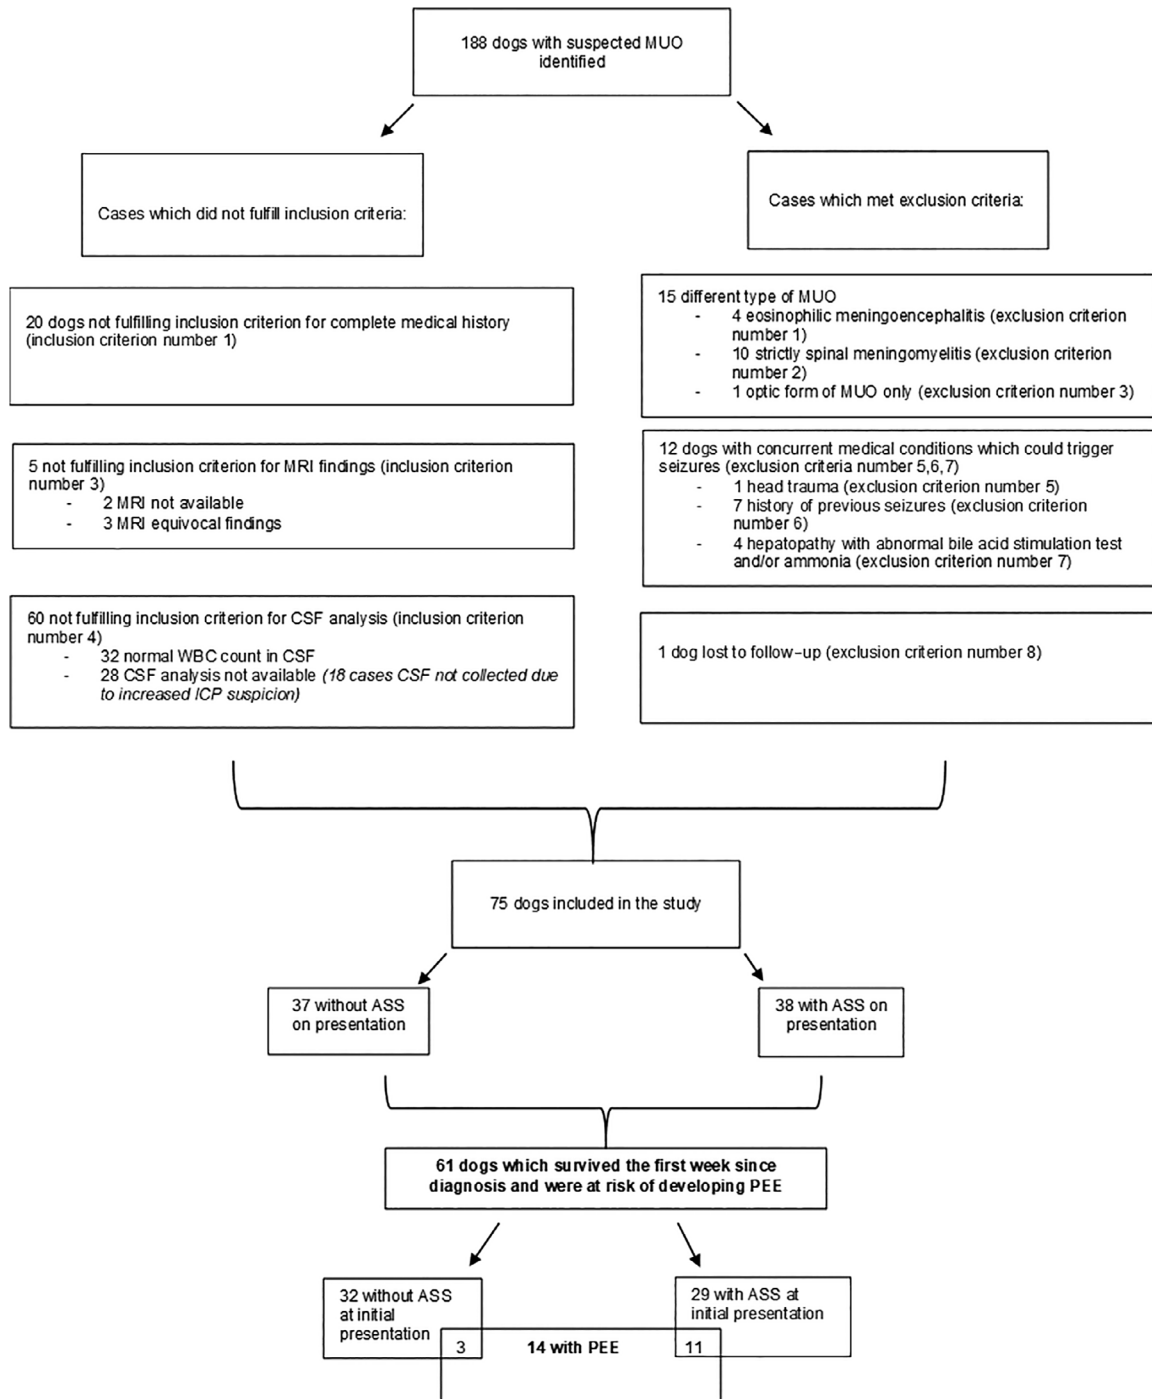 188 dogs with suspected MUO
identified
Cases which did not fulfill inclusion criteria:
Cases which met exclusion criteria:
20 dogs not fulfilling inclusion criterion for complete medical history
(inclusion criterion number 1)
5 not fulfilling inclusion criterion for MRI findings (inclusion criterion
number 3)
- 2 MRI not available
- 3 MRI equivocal findings
60 not fulfilling inclusion criterion for CSF analysis (inclusion criterion
number 4)
- 32 normal WBC count in CSF
- 28 CSF analysis not available (18 cases CSF not collected due
to increased ICP suspicion)
15 different type of MUO
- 4 eosinophilic meningoencephalitis (exclusion criterion
number 1)
- 10 strictly spinal meningomyelitis (exclusion criterion
number 2)
- 1 optic form of MUO only (exclusion criterion number 3)
12 dogs with concurrent medical conditions which could trigger
seizures (exclusion criteria number 5,6,7)
- 1 head trauma (exclusion criterion number 5)
- 7 history of previous seizures (exclusion criterion
number 6)
- 4 hepatopathy with abnormal bile acid stimulation test
and/or ammonia (exclusion criterion number 7)
1 dog lost to follow-up (exclusion criterion number 8)
75 dogs included in the study
37 without ASS
on presentation
38 with ASS on
presentation
61 dogs which survived the first week since
diagnosis and were at risk of developing PEE
32 without ASS
at initial
presentation
29 with ASS at
initial presentation
3 14 with PEE 11